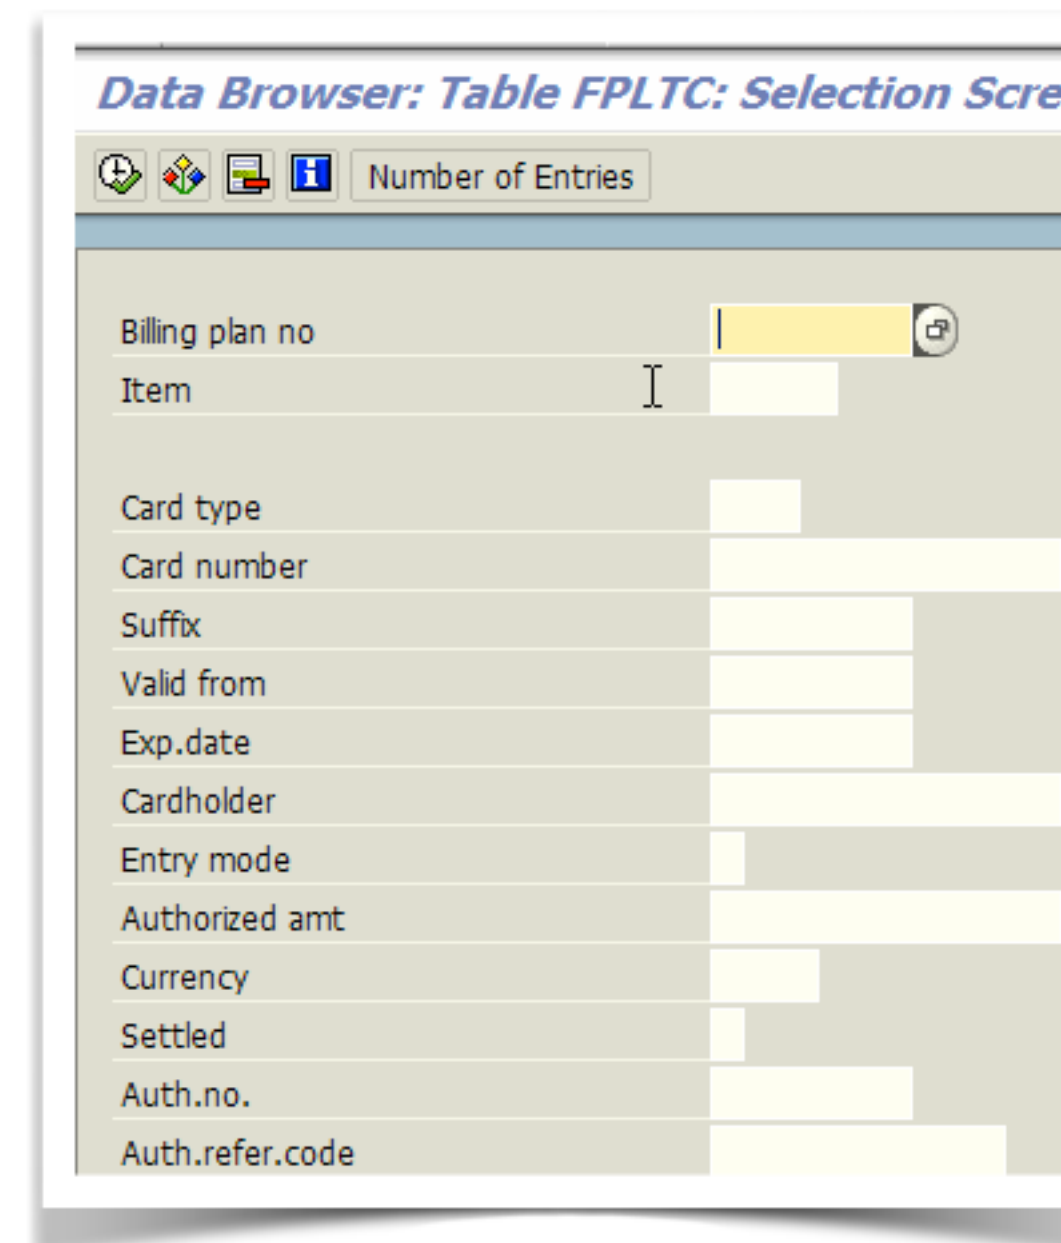 Data Browser: Table FPLTC: Selection Scre
Number of Entries
Billing plan no
Item
Card type
Card number
Suffix
Valid from
Exp.date
Cardholder
Entry mode
Authorized amt
Currency
Settled
Auth.no.
Auth.refer.code